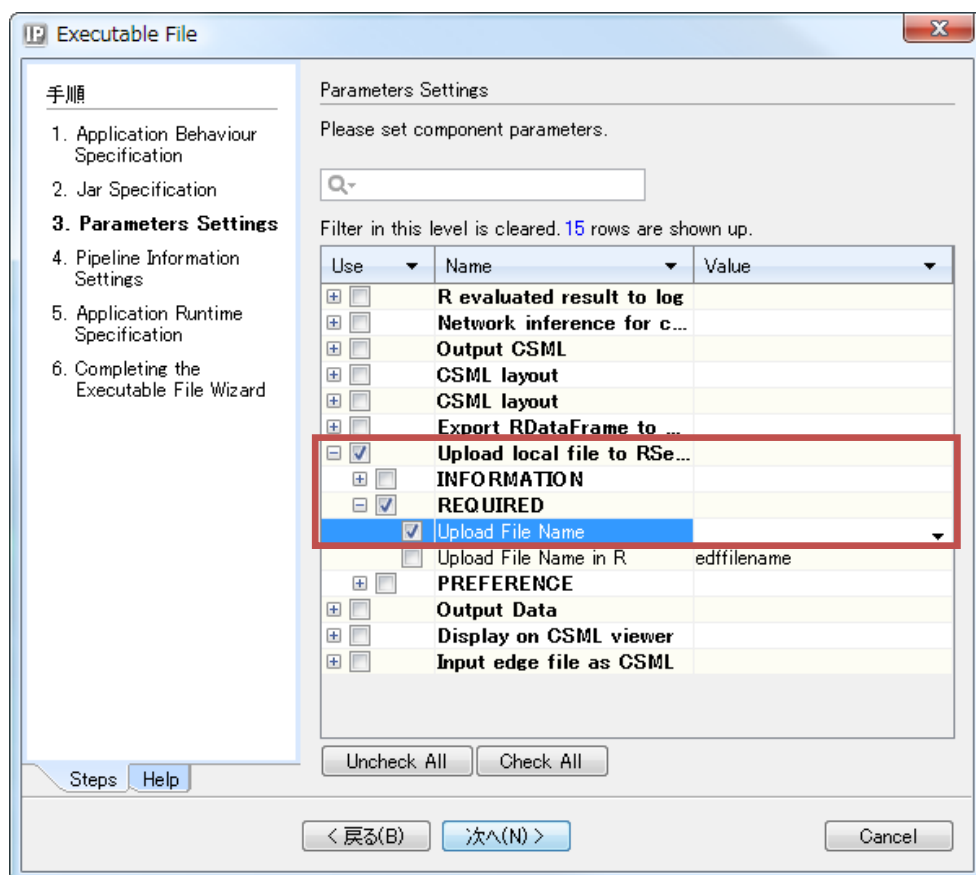 IP Executable File
手順
1. Application Behaviour
Specification
2. Jar Specification
3. Parameters Settings
4. Pipeline Information
Settings
5. Application Runtime
Specification
6. Completing the
Executable File Wizard
Steps Help
Parameters Settings
Please set component parameters.
Filter in this level is cleared. 15 rows are shown up.
Use Name Value
R evaluated result to log
Network inference for c...
Output CSML
CSML layout
CSML layout
Export RDataFrame to ...
Upload local file to RSe...
INFORMATION
REQUIRED
Upload File Name
Upload File Name in R edffilename
PREFERENCE
Output Data
Display on CSML viewer
Input edge file as CSML
Uncheck All Check All
< 戻る(B) 次へ(N) > Cancel